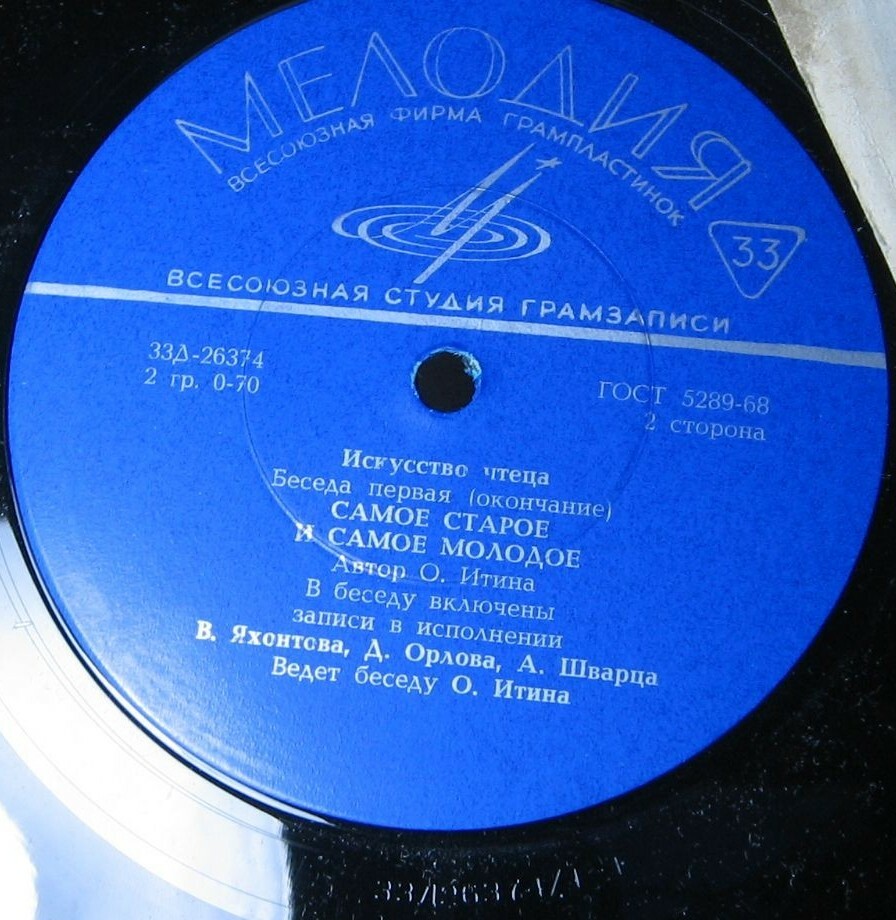 МЕЛОДИЯ
ВСЕСОЮЗНАЯ ФИРМА ГРАМПЛАСТИНОК
33
ВСЕСОЮЗНАЯ СТУДИЯ ГРАМЗАПИСИ
33Д-26374
2 гр. 0-70
ГОСТ 5289-68
2 сторона
Искусство чтеца
Беседа первая (окончание)
САМОЕ СТАРОЕ
И САМОЕ МОЛОДОЕ
Автор О. Итина
В беседу включены
записи в исполнении
В. Яхонтова, Д. Орлова, А. Шварца
Ведет беседу О. Итина